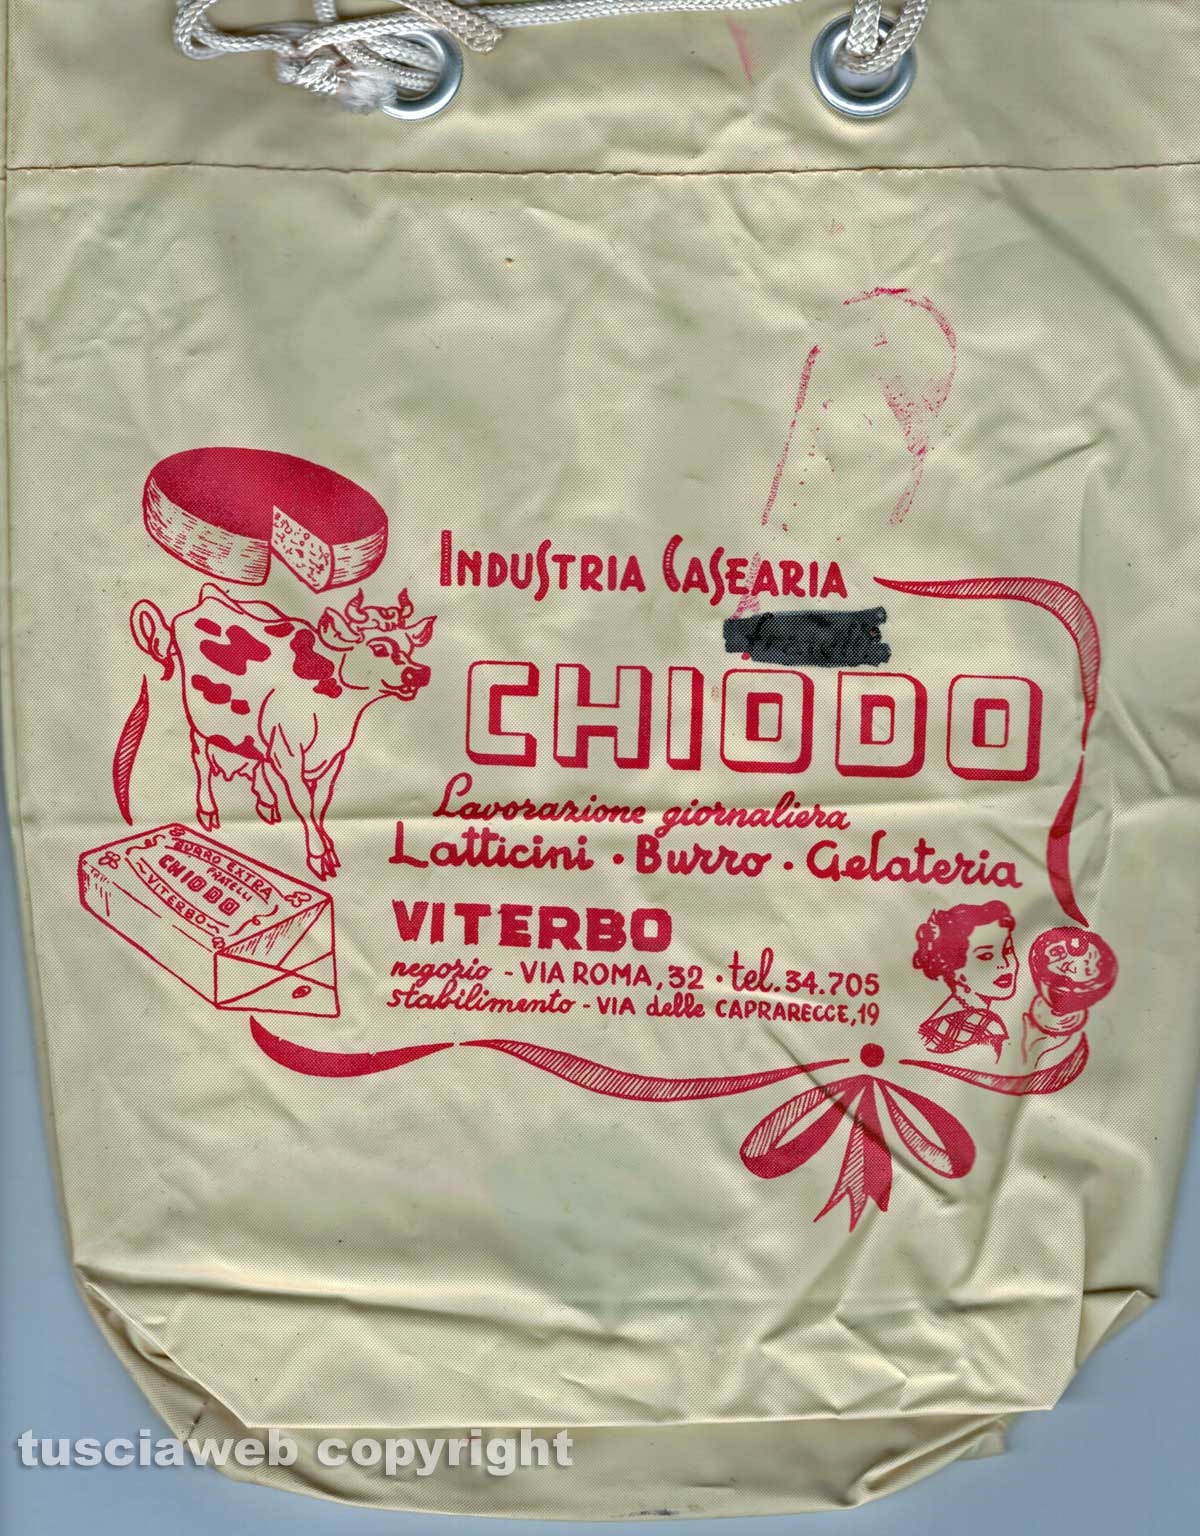 INDUSTRIA CASEARIA
fratelli
CHIODO
Lavorazione giornaliera
Latticini · Burro · Gelateria
VITERBO
negozio - VIA ROMA, 32 · tel. 34.705
stabilimento - VIA delle CAPRARECCE, 19
BURRO EXTRA
FRATELLI
CHIODO
VITERBO
tusciaweb copyright